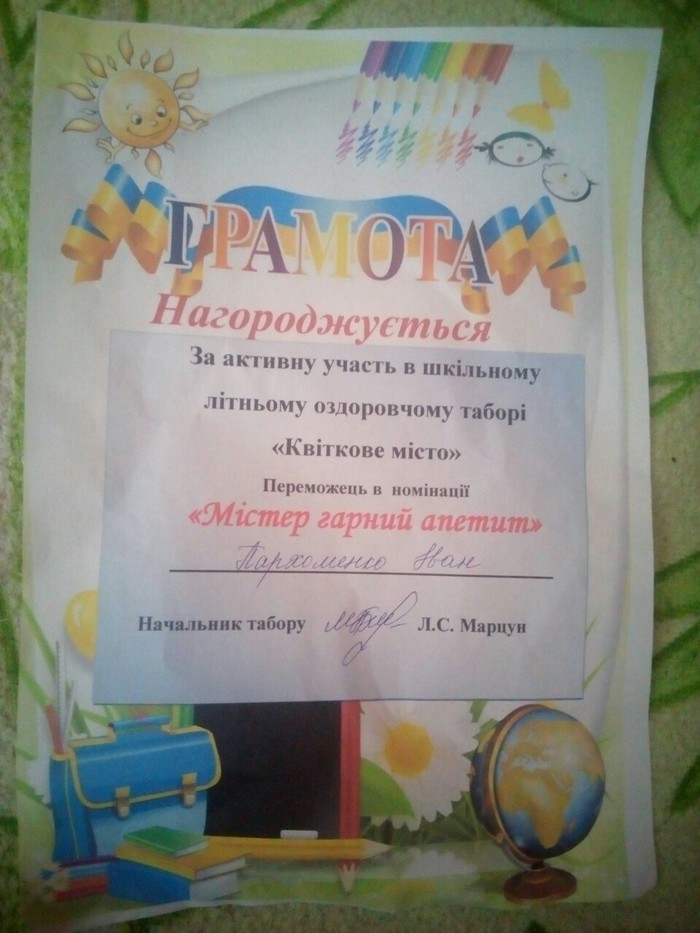 ГРАМОТА
Нагороджується
За активну участь в шкільному
літньому оздоровчому таборі
«Квіткове місто»
Переможець в номінації
«Містер гарний апетит»
Пархоменко Іван
Начальник табору Л.С. Марцун